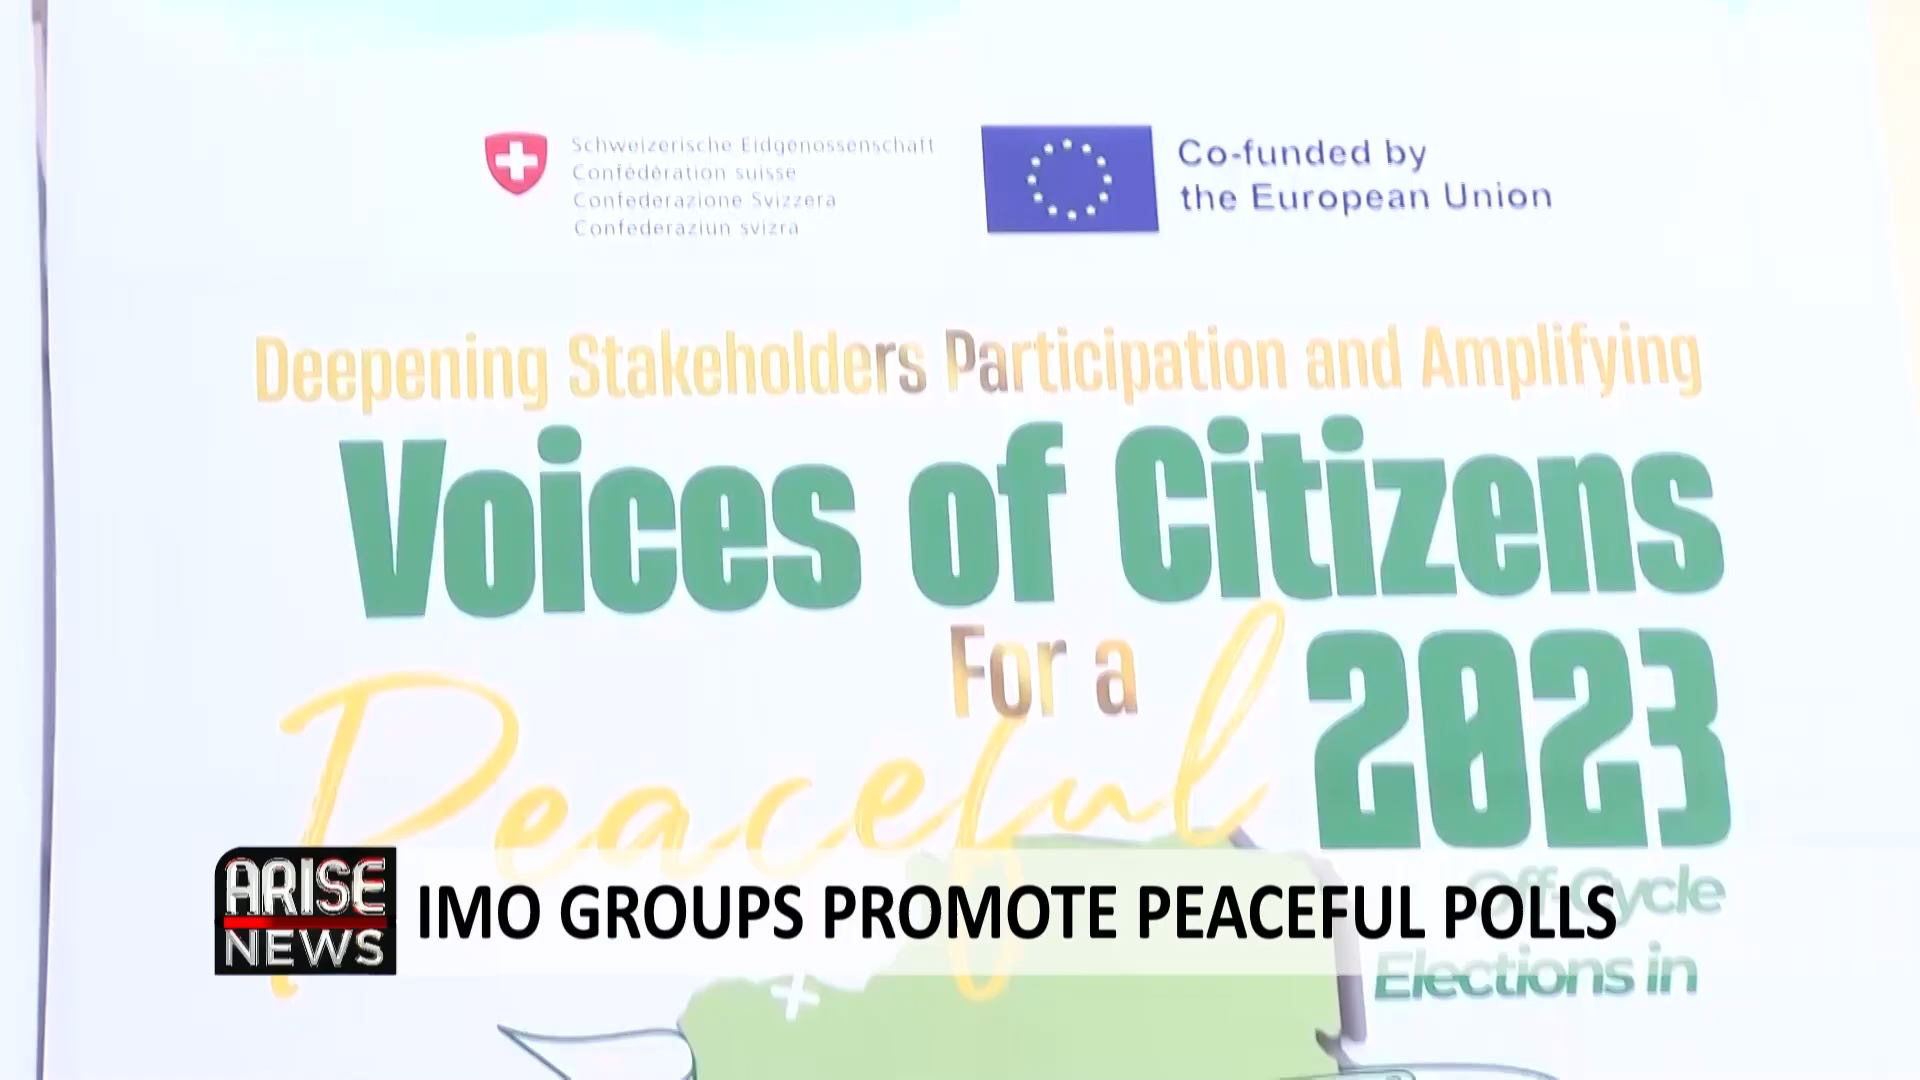 Schweizerische Eidgenossenschaft
Confédération suisse
Confederazione Svizzera
Confederaziun svizra
Co-funded by
the European Union
Deepening Stakeholders Participation and Amplifying
Voices of Citizens
For a
Peaceful 2023
Off-Cycle
Elections in
ARISE
NEWS
IMO GROUPS PROMOTE PEACEFUL POLLS